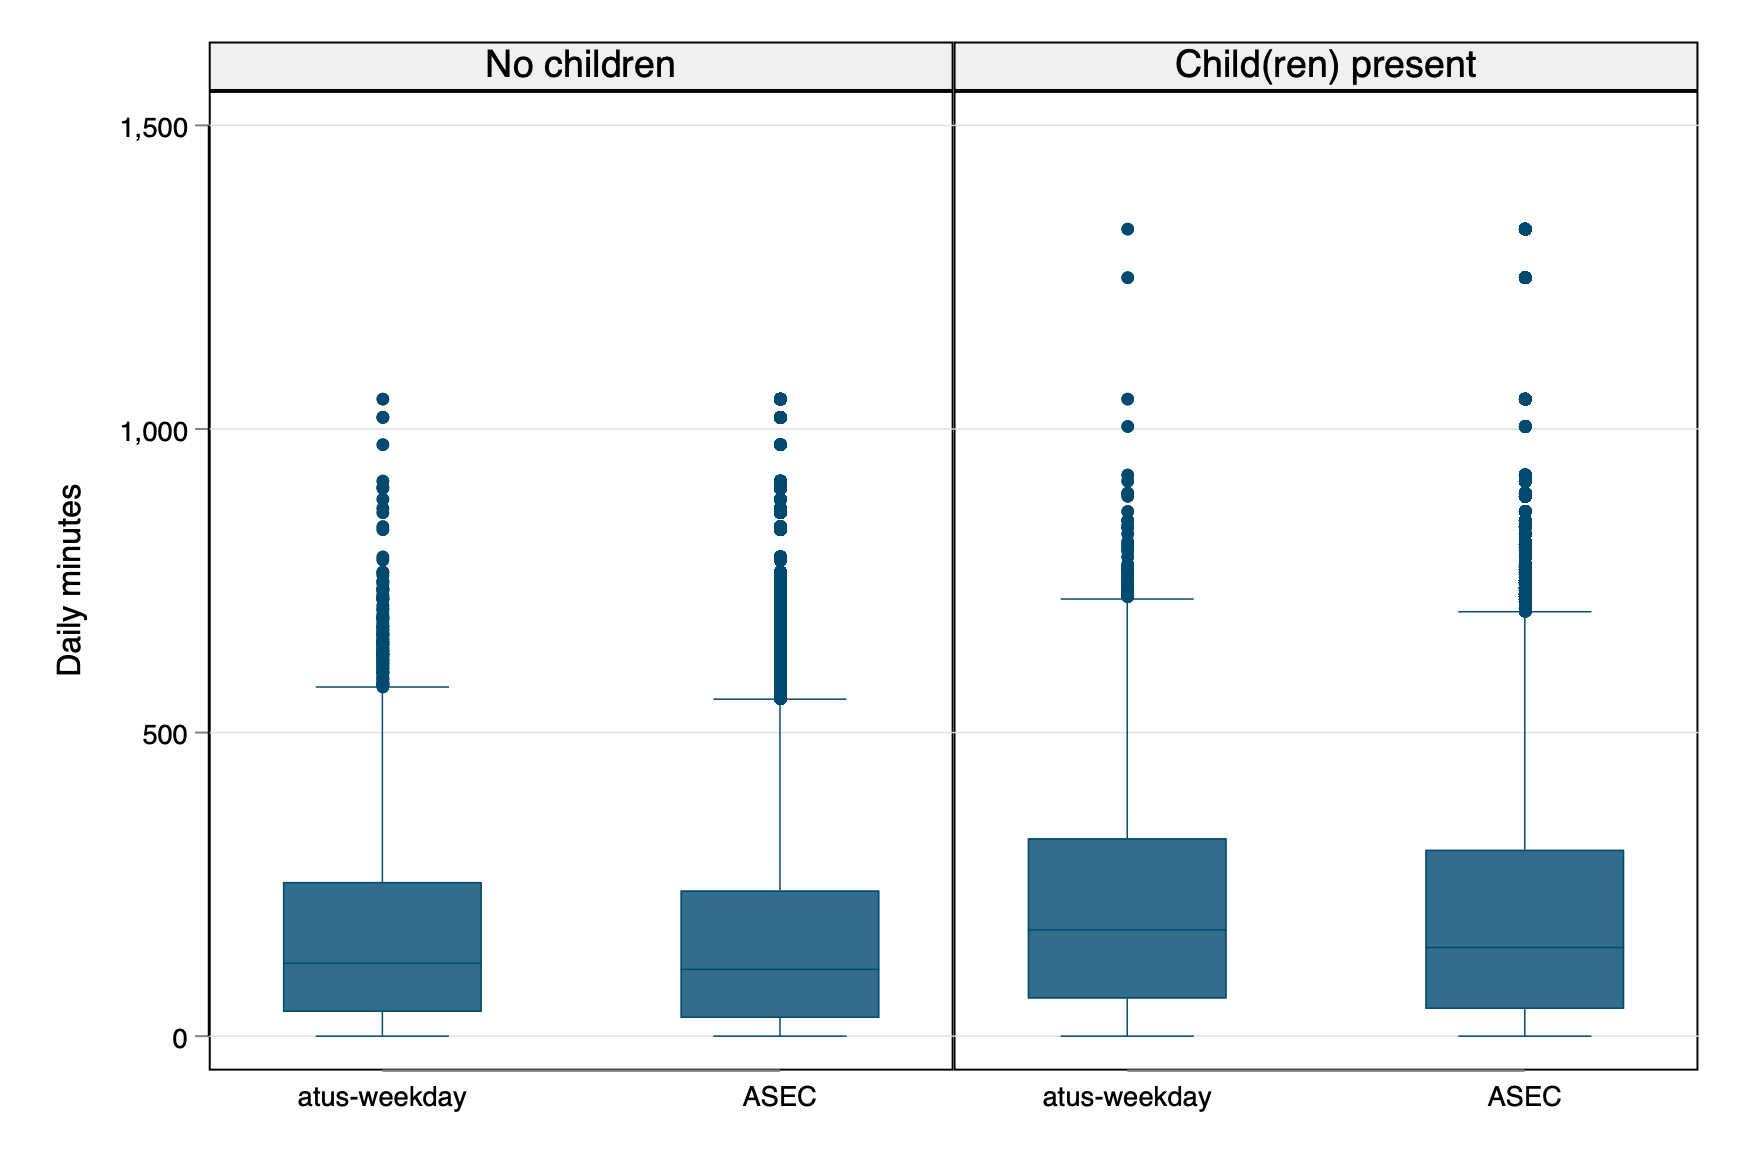 No children
Child(ren) present
Daily minutes
1,500
1,000
500
0
atus-weekday
ASEC
atus-weekday
ASEC